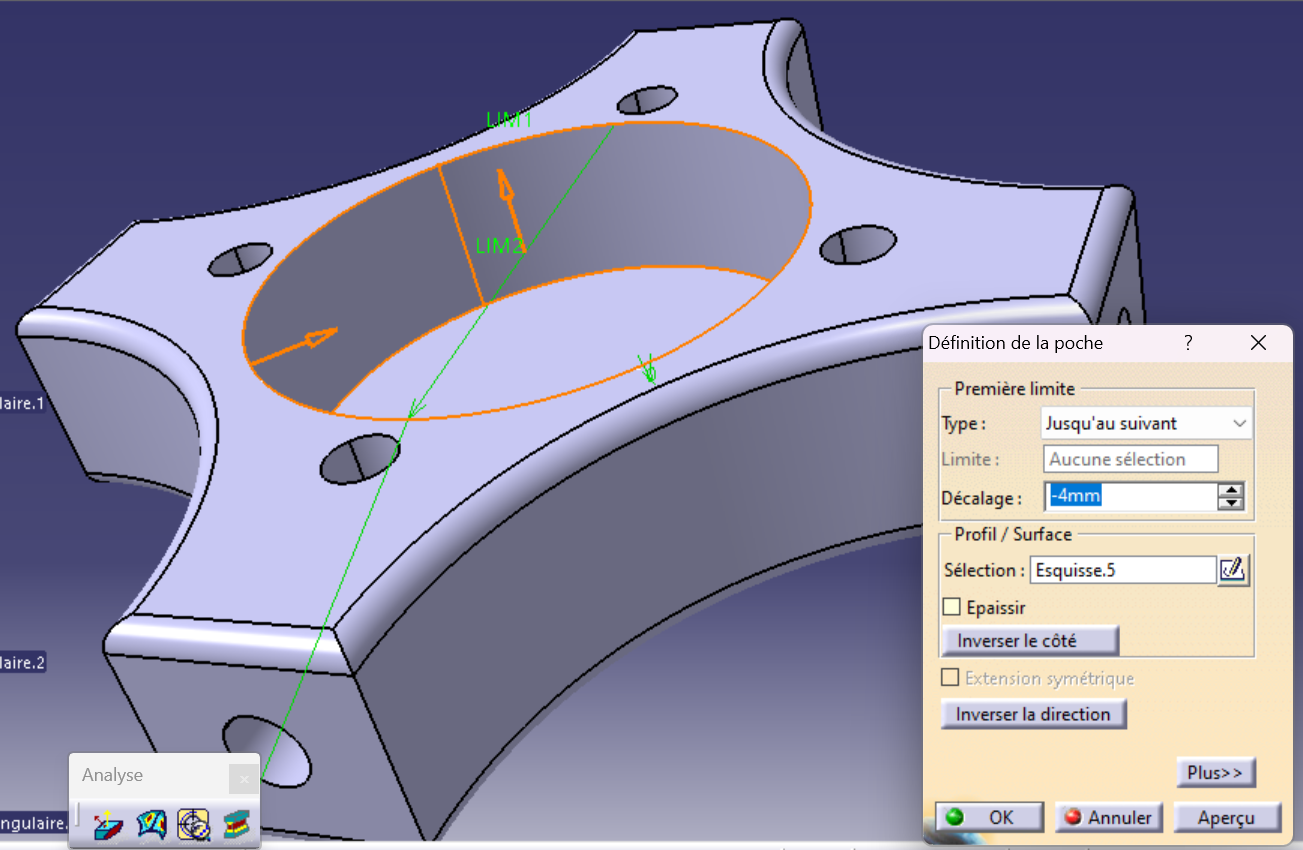 LIM1
LIM2
laire.1
laire.2
ngulaire.
Analyse
Définition de la poche ?
Première limite
Type : Jusqu'au suivant
Limite : Aucune sélection
Décalage : -4mm
Profil / Surface
Sélection : Esquisse.5
Epaissir
Inverser le côté
Extension symétrique
Inverser la direction
Plus>>
OK Annuler Aperçu